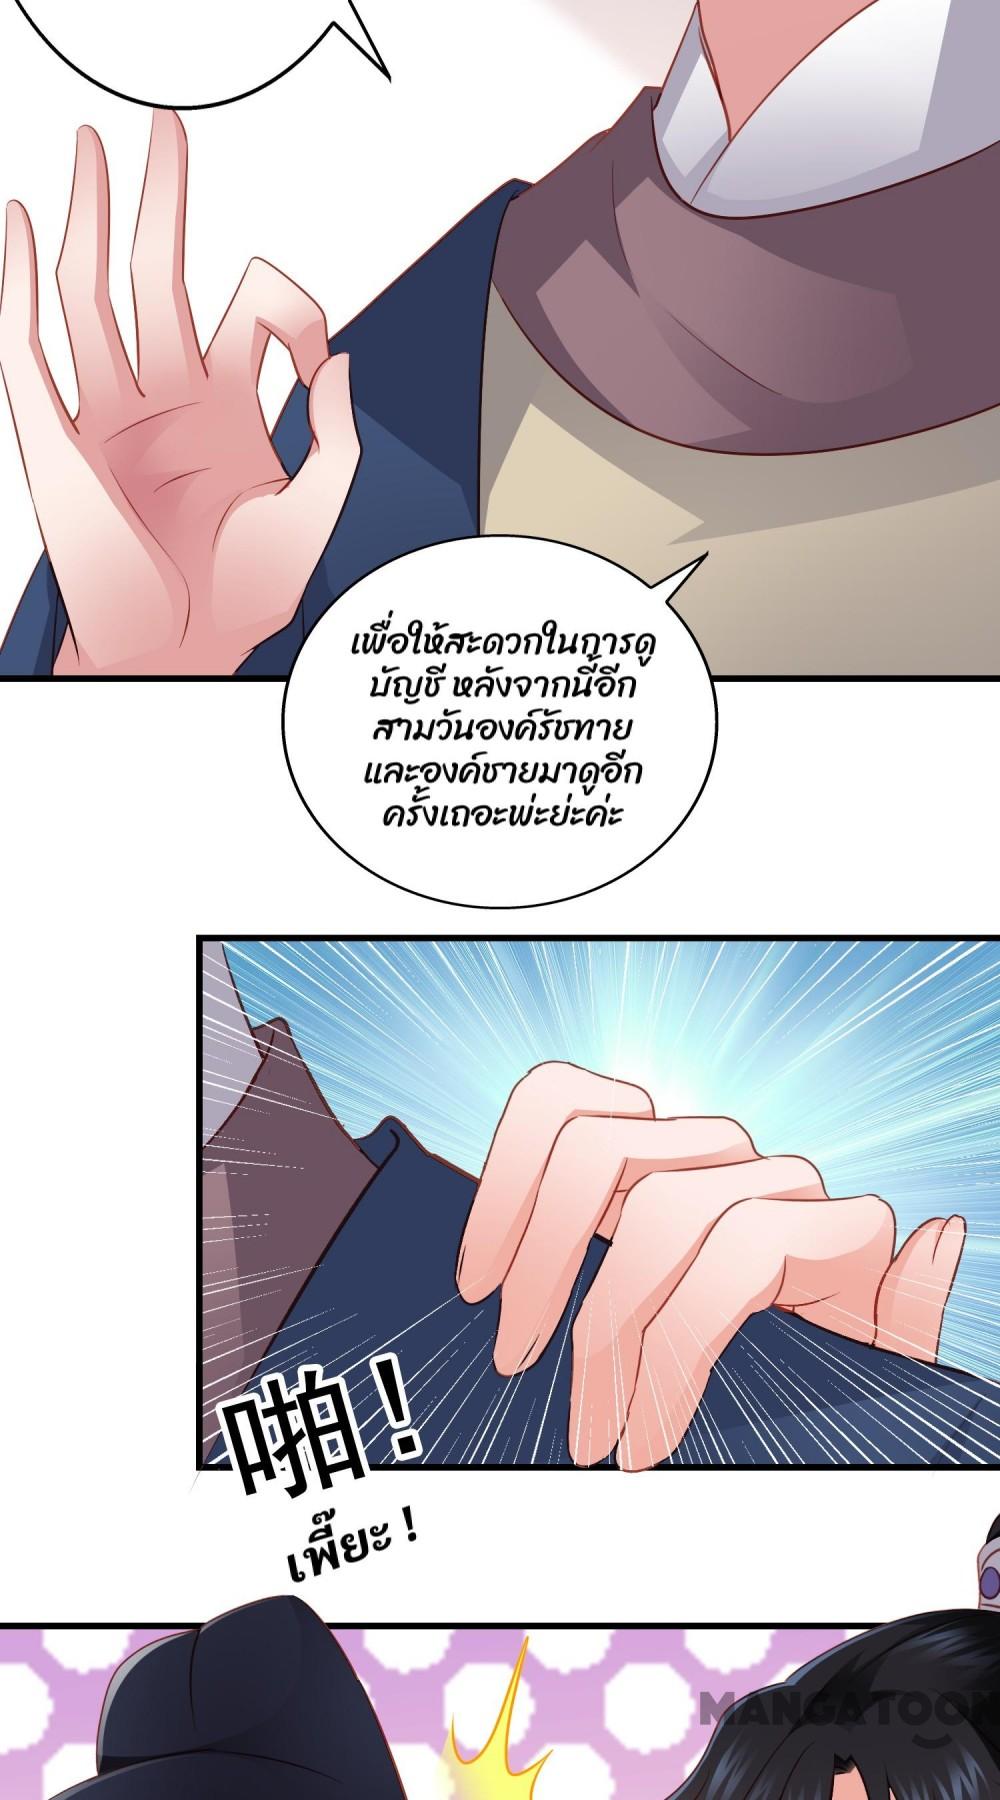 เพื่อให้สะดวกในการดู
บัญชี หลังจากนี้อีก
สามวันองค์รัชทาย
และองค์ชายมาดูอีก
ครั้งเถอะพ่ะย่ะค่ะ
啪！
เพี๊ยะ !
MANGATOON